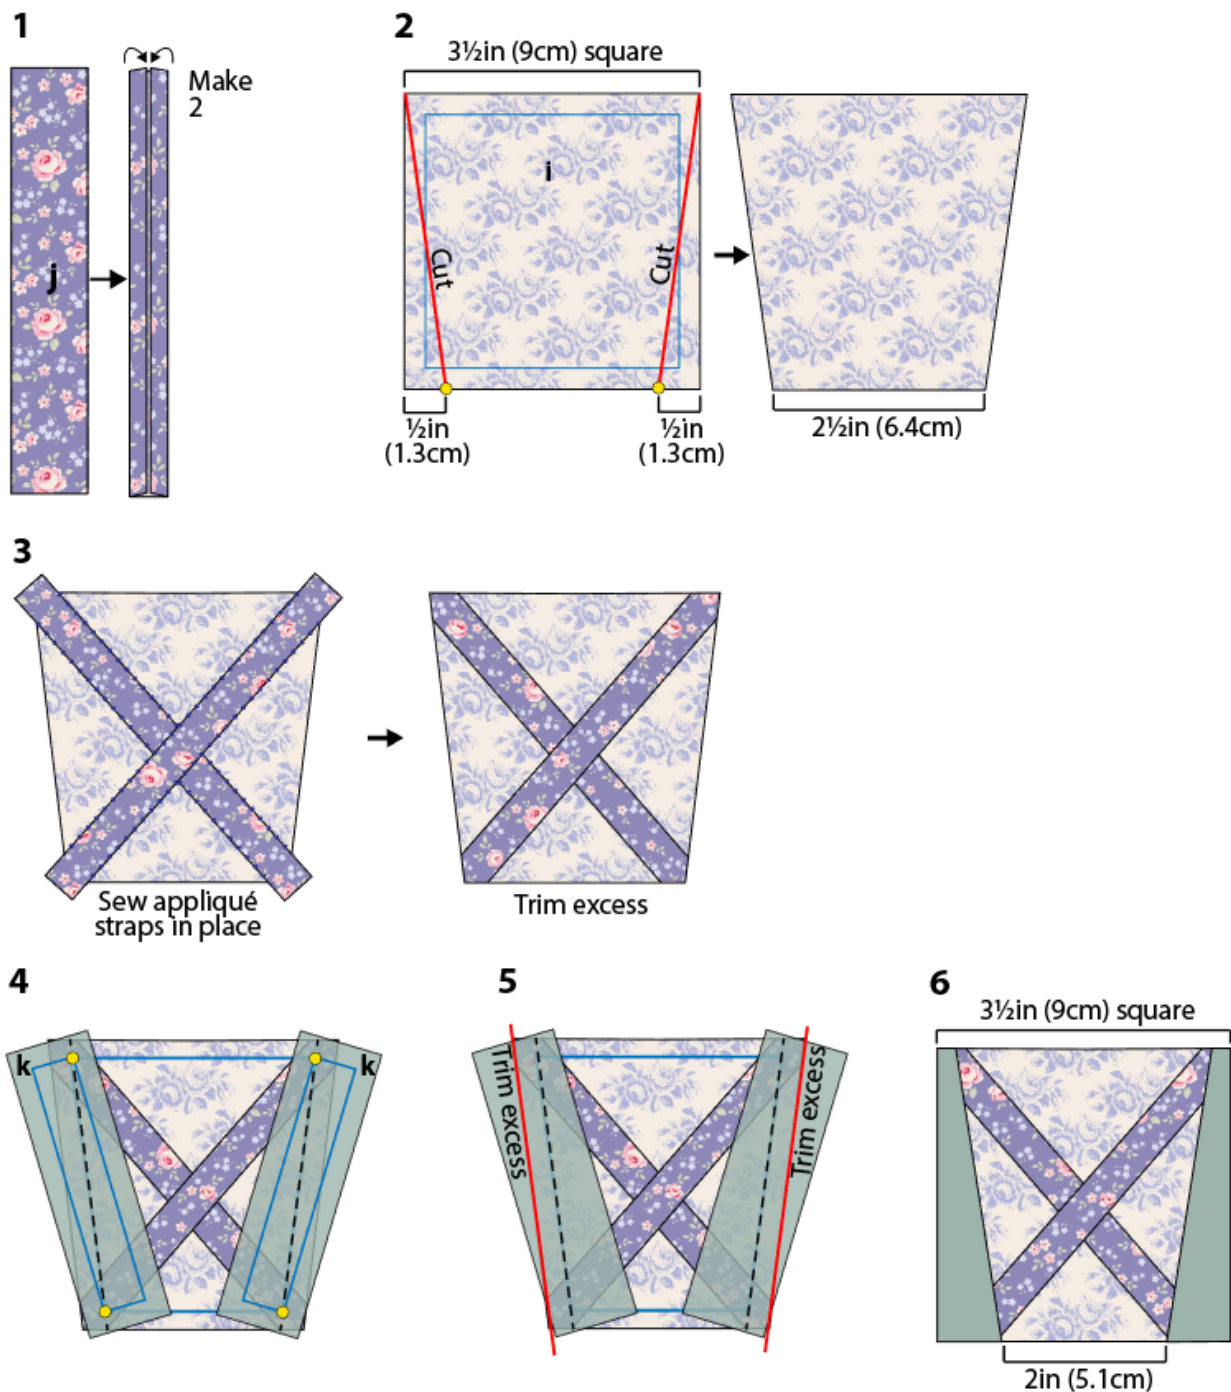 1
Make
2
j
2
3½in (9cm) square
i
Cut
Cut
½in
(1.3cm)
½in
(1.3cm)
2½in (6.4cm)
3
Sew appliqué
straps in place
Trim excess
4
k
k
5
Trim excess
Trim excess
6
3½in (9cm) square
2in (5.1cm)